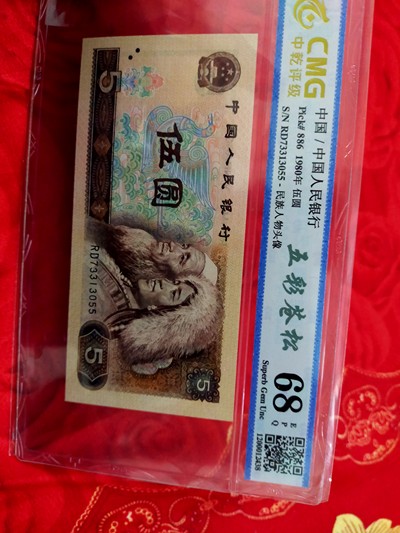 CMG
中乾评级
中国 / 中国人民银行
Pick# 886 1980年 伍圆
S/N RD73313055 - 民族人物头像
五彩苍松
68
E
P
Q
Superb Gem Unc
1200012438
中国人民银行
伍圆
RD73313055
5
5
5